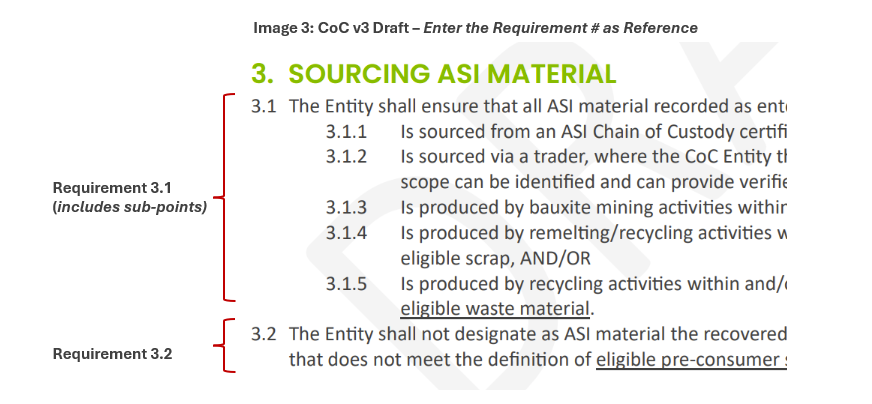 Image 3: CoC v3 Draft – Enter the Requirement # as Reference
3. SOURCING ASI MATERIAL
3.1 The Entity shall ensure that all ASI material recorded as
3.1.1 Is sourced from an ASI Chain of Custody
3.1.2 Is sourced via a trader, where the CoC Entity
scope can be identified and can provide
Requirement 3.1
(includes sub-points)
3.1.3 Is produced by bauxite mining activities
3.1.4 Is produced by remelting/recycling activities
eligible scrap, AND/OR
3.1.5 Is produced by recycling activities within
eligible waste material.
3.2 The Entity shall not designate as ASI material the recovered
Requirement 3.2
that does not meet the definition of eligible pre-consumer